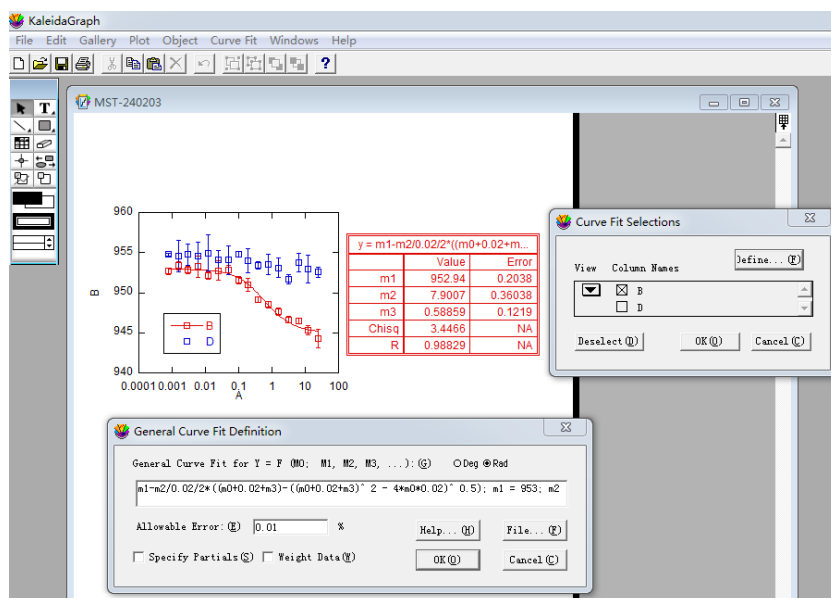 KaleidaGraph
File Edit Gallery Plot Object Curve Fit Windows Help
MST-240203
960
955
950
945
940
B
B
D
0.0001 0.001 0.01 0.1 1 10 100
A
y = m1-m2/0.02/2*((m0+0.02+m...
Value Error
m1 952.94 0.2038
m2 7.9007 0.36038
m3 0.58859 0.1219
Chisq 3.4466 NA
R 0.98829 NA
Curve Fit Selections
View Column Names
Define... (F)
B
D
Deselect(D) OK(O) Cancel(C)
General Curve Fit Definition
General Curve Fit for Y = F (M0; M1, M2, M3, ...): (G) Deg Rad
m1-m2/0.02/2*((m0+0.02+m3)-((m0+0.02+m3)^ 2 - 4*m0*0.02)^ 0.5); m1 = 953; m2
Allowable Error: (E) 0.01 %
Help... (H) File... (F)
Specify Partials(S) Weight Data(W)
OK(O) Cancel(C)